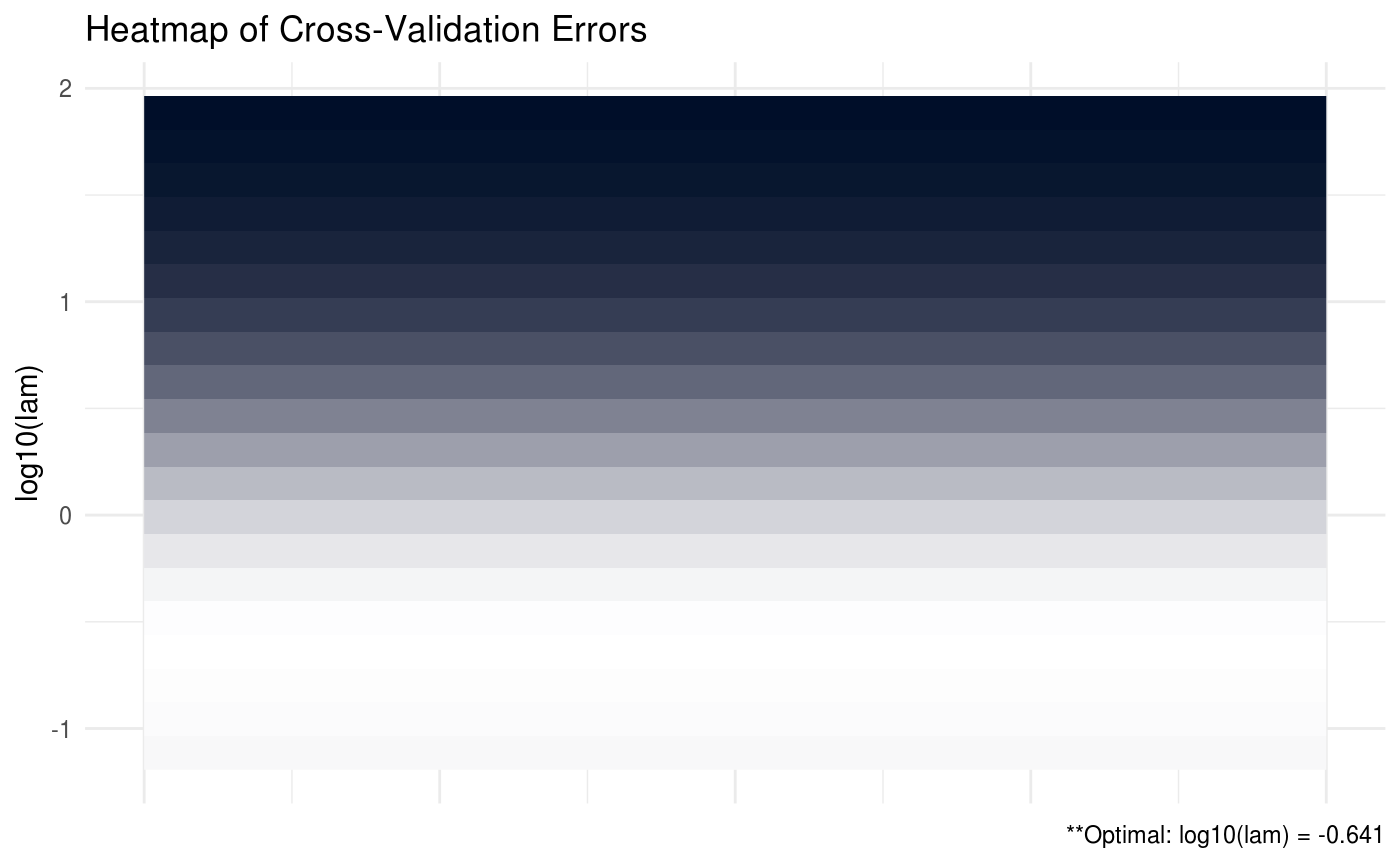 Heatmap of Cross-Validation Errors
2
1
0
-1
log10(lam)
**Optimal: log10(lam) = -0.641